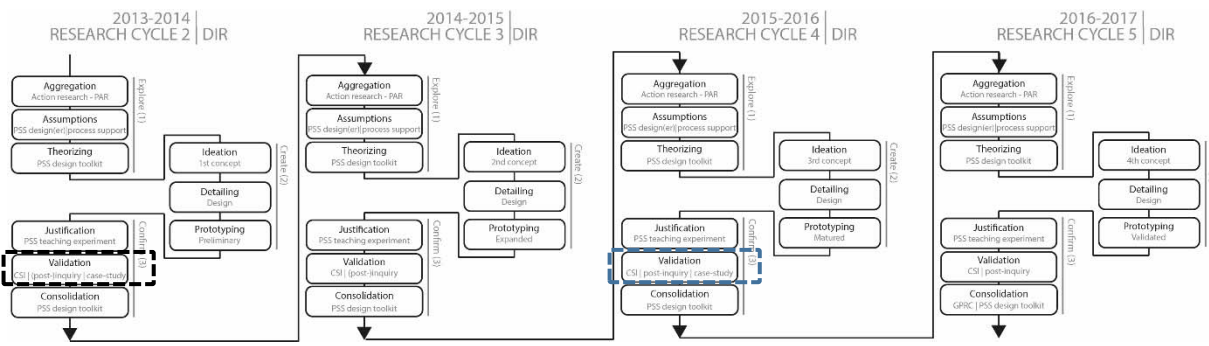 2013-2014
RESEARCH CYCLE 2 | DIR
Aggregation
Action research - PAR
Assumptions
PSS design(er)|process support
Theorizing
PSS design toolkit
Explore (1)
Ideation
1st concept
Detailing
Design
Prototyping
Preliminary
Create (2)
Justification
PSS teaching experiment
Validation
CSI | (post-)inquiry | case-study
Consolidation
PSS design toolkit
Confirm (3)
2014-2015
RESEARCH CYCLE 3 | DIR
Aggregation
Action research - PAR
Assumptions
PSS design(er)|process support
Theorizing
PSS design toolkit
Explore (1)
Ideation
2nd concept
Detailing
Design
Prototyping
Expanded
Create (2)
Justification
PSS teaching experiment
Validation
CSI | (post-)inquiry
Consolidation
PSS design toolkit
Confirm (3)
2015-2016
RESEARCH CYCLE 4 | DIR
Aggregation
Action research - PAR
Assumptions
PSS design(er)|process support
Theorizing
PSS design toolkit
Explore (1)
Ideation
3rd concept
Detailing
Design
Prototyping
Matured
Create (2)
Justification
PSS teaching experiment
Validation
CSI | post-inquiry | case-study
Consolidation
PSS design toolkit
Confirm (3)
2016-2017
RESEARCH CYCLE 5 | DIR
Aggregation
Action research - PAR
Assumptions
PSS design(er)|process support
Theorizing
PSS design toolkit
Explore (1)
Ideation
4th concept
Detailing
Design
Prototyping
Validated
Justification
PSS teaching experiment
Validation
CSI | post-inquiry
Consolidation
GPRC | PSS design toolkit
Confirm (3)